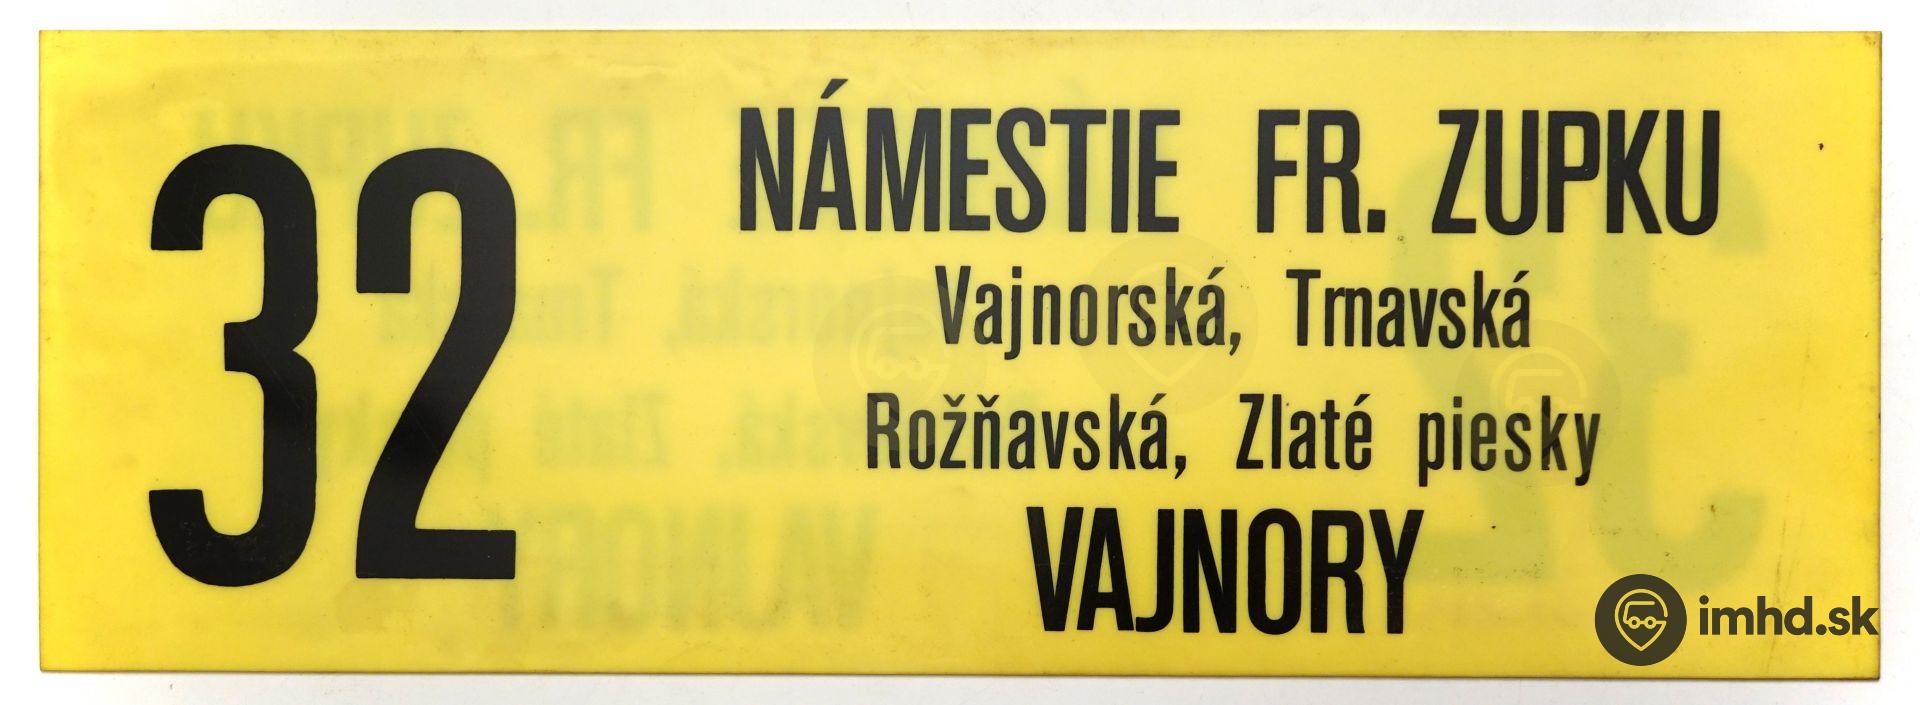 32
NÁMESTIE FR. ZUPKU
Vajnorská, Trnavská
Rožňavská, Zlaté piesky
VAJNORY
imhd.sk